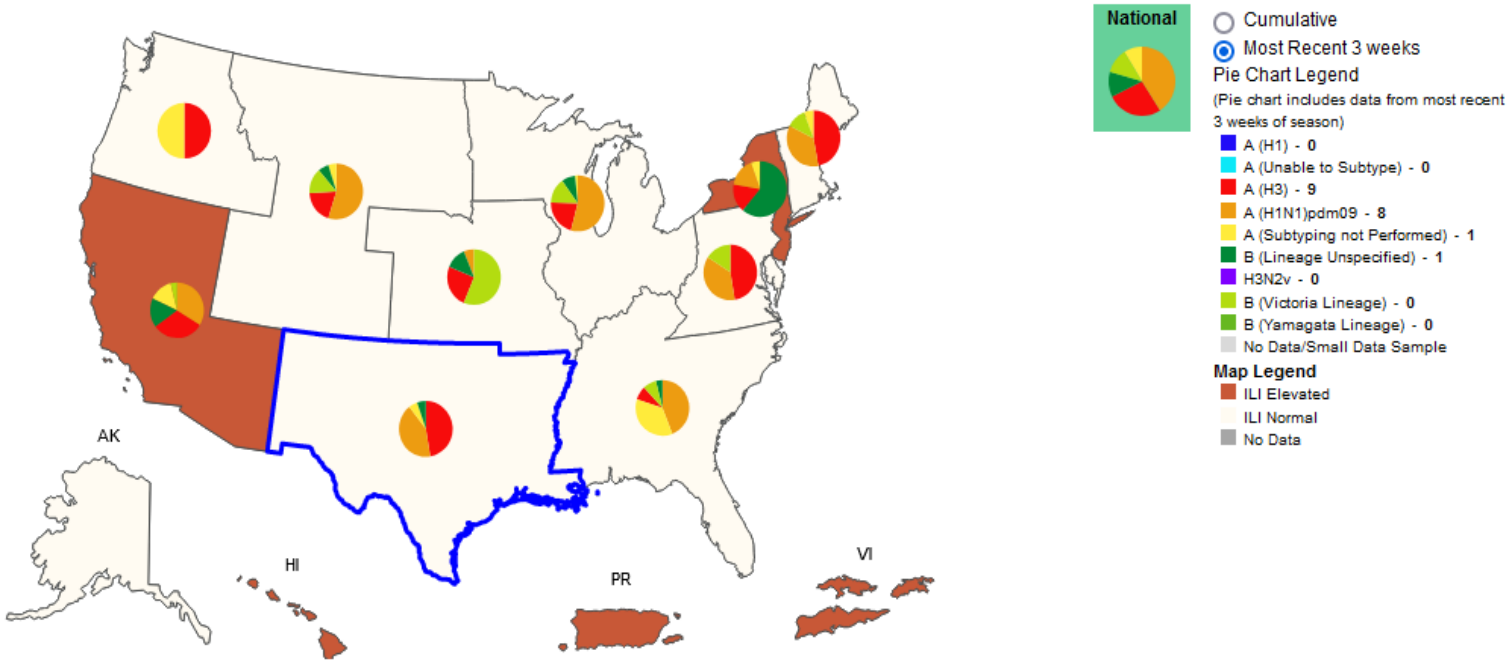 National
Cumulative
Most Recent 3 weeks
Pie Chart Legend
(Pie chart includes data from most recent
3 weeks of season)
A (H1) - 0
A (Unable to Subtype) - 0
A (H3) - 9
A (H1N1)pdm09 - 8
A (Subtyping not Performed) - 1
B (Lineage Unspecified) - 1
H3N2v - 0
B (Victoria Lineage) - 0
B (Yamagata Lineage) - 0
No Data/Small Data Sample
Map Legend
ILI Elevated
ILI Normal
No Data
AK
HI
PR
VI